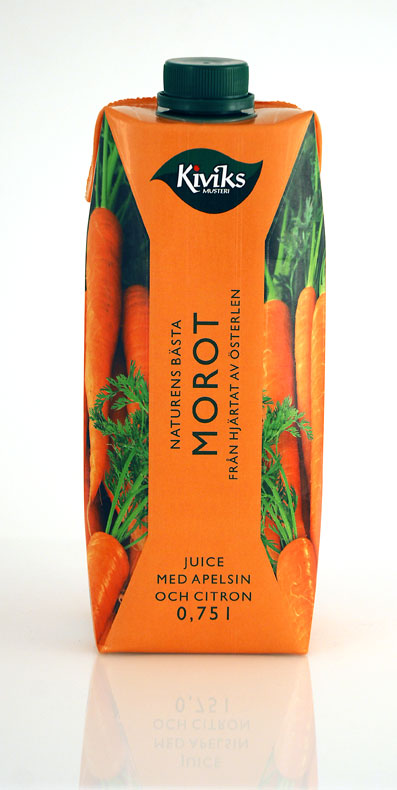 Kiviks
MUSTERI
NATURENS BÄSTA
MOROT
FRÅN HJÄRTAT AV ÖSTERLEN
JUICE
MED APELSIN
OCH CITRON
0,75 l